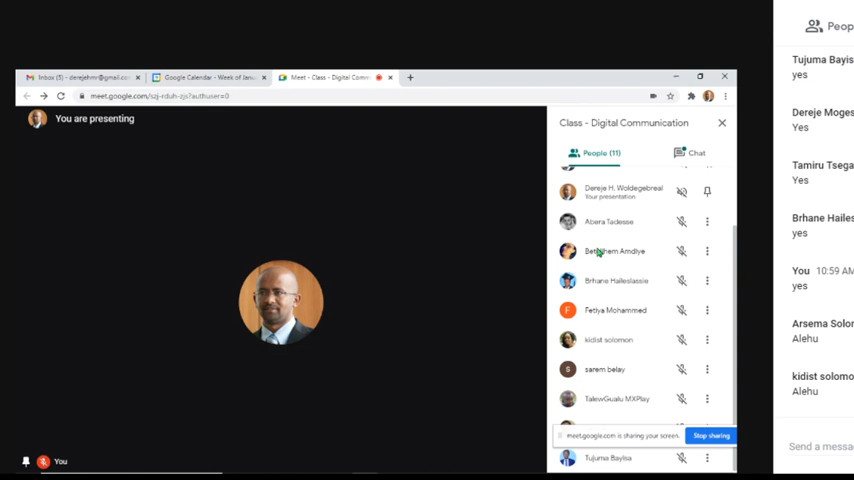 Inbox (5) - derejehmr@gmail.co
Google Calendar - Week of Janu
Meet - Class - Digital Comm
meet.google.com/szj-rduh-zjs?authuser=0
You are presenting
Class - Digital Communication
People (11)
Chat
Dereje H. Woldegebreal
Your presentation
Abera Tadesse
Betelhem Amdiye
Brhane Haileslassie
Fetiya Mohammed
kidist solomon
sarem belay
TalewGualu MXPlay
meet.google.com is sharing your screen.
Stop sharing
Tujuma Bayisa
You
Peop
Tujuma Bayis
yes
Dereje Moges
Yes
Tamiru Tsega
Yes
Brhane Hailes
yes
You 10:59 AM
yes
Arsema Solo
Alehu
kidist solomo
Alehu
Send a messa